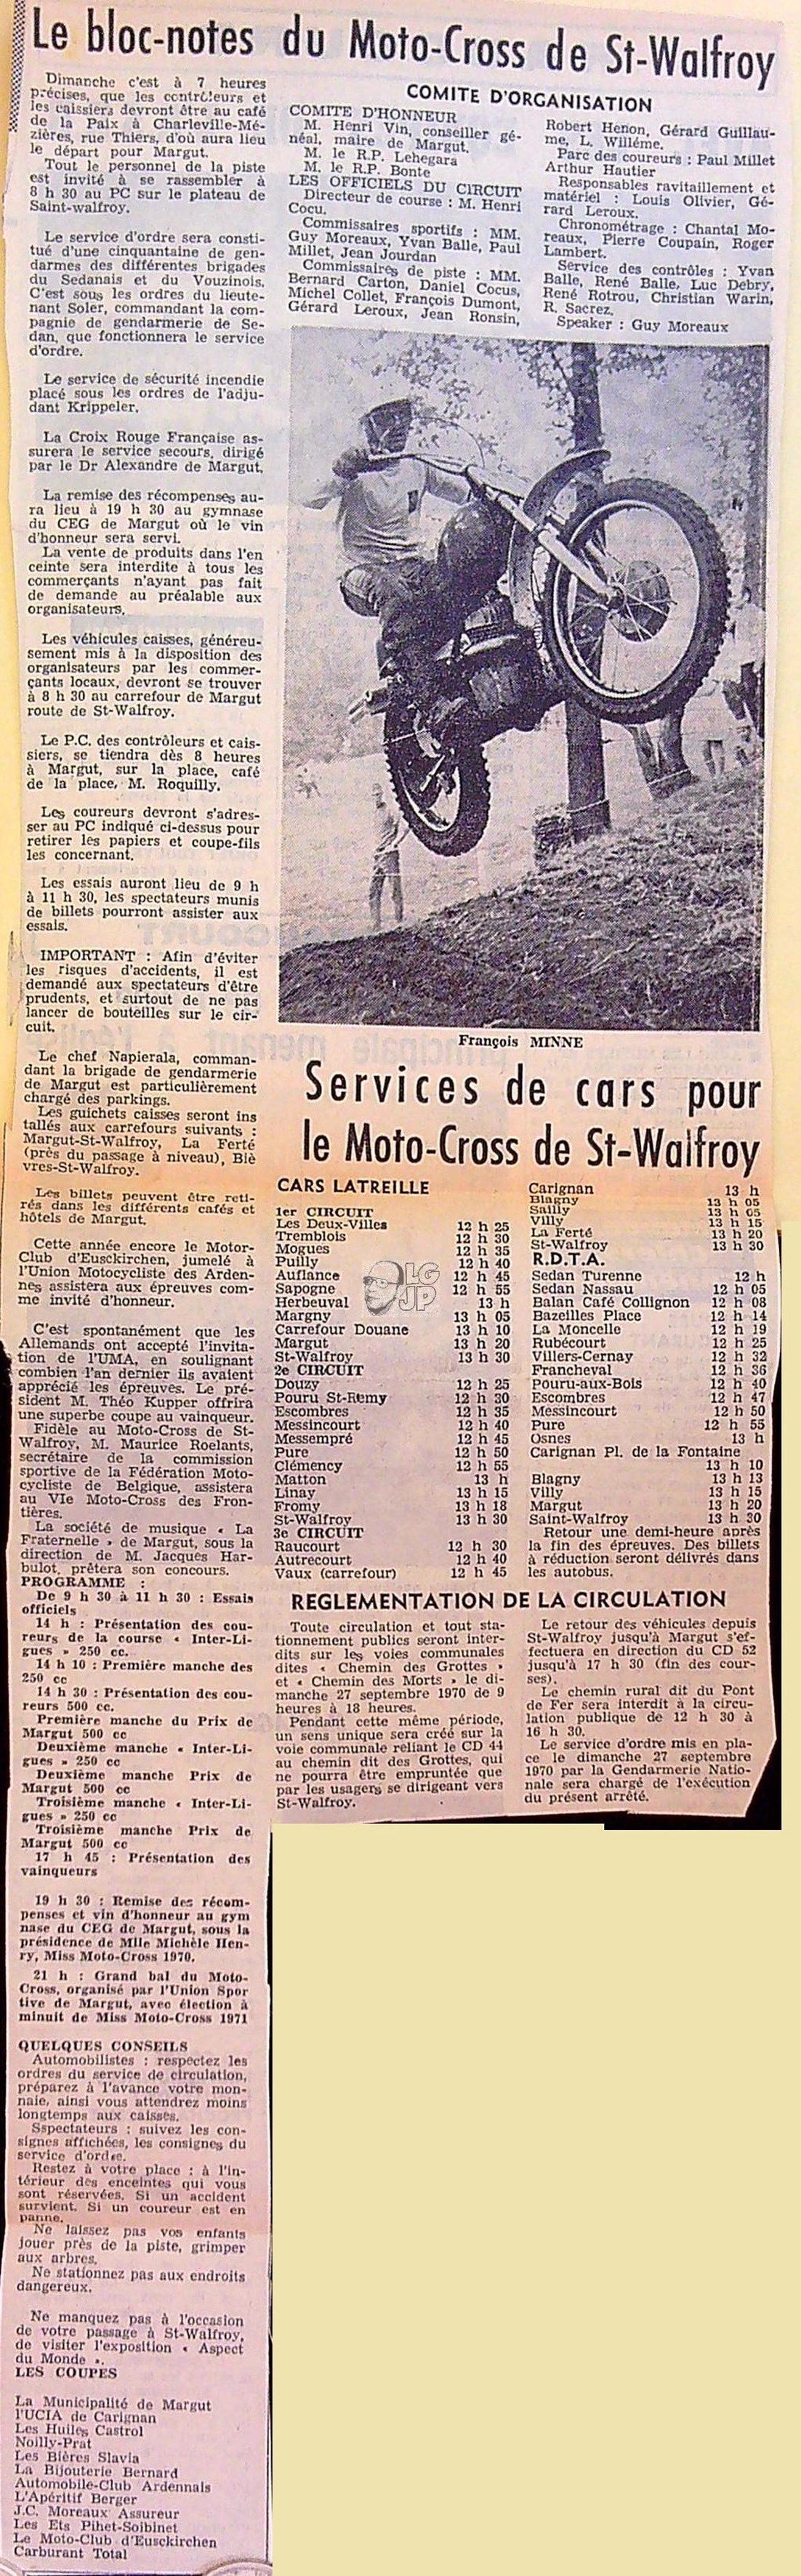 Le bloc-notes du Moto-Cross de St-Walfroy
Dimanche c'est à 7 heures
précises, que les contrôleurs et
les caissiers devront être au café
de la Paix à Charleville-Mé-
zières, rue Thiers, d'où aura lieu
le départ pour Margut.
Tout le personnel de la piste
est invité à se rassembler à
8 h 30 au PC sur le plateau de
Saint-walfroy.
Le service d'ordre sera consti-
tué d'une cinquantaine de gen-
darmes des différentes brigades
du Sedanais et du Vouzinois.
C'est sous les ordres du lieute-
nant Soler, commandant la com-
pagnie de gendarmerie de Se-
dan, que fonctionnera le service
d'ordre.
Le service de sécurité incendie
placé sous les ordres de l'adju-
dant Krippeler.
La Croix Rouge Française as-
surera le service secours, dirigé
par le Dr Alexandre de Margut.
La remise des récompenses au-
ra lieu à 19 h 30 au gymnase
du CEG de Margut où le vin
d'honneur sera servi.
La vente de produits dans l'en
ceinte sera interdite à tous les
commerçants n'ayant pas fait
de demande au préalable aux
organisateurs.
Les véhicules caisses, généreu-
sement mis à la disposition des
organisateurs par les commer-
çants locaux, devront se trouver
à 8 h 30 au carrefour de Margut
route de St-Walfroy.
Le P.C. des contrôleurs et cais-
siers, se tiendra dès 8 heures
à Margut, sur la place, café
de la place, M. Roquilly.
Les coureurs devront s'adres-
ser au PC indiqué ci-dessus pour
retirer les papiers et coupe-fils
les concernant.
Les essais auront lieu de 9 h
à 11 h 30, les spectateurs munis
de billets pourront assister aux
essais.
IMPORTANT : Afin d'éviter
les risques d'accidents, il est
demandé aux spectateurs d'être
prudents, et surtout de ne pas
lancer de bouteilles sur le cir-
cuit.
Le chef Napierala, comman-
dant la brigade de gendarmerie
de Margut est particulièrement
chargé des parkings.
Les guichets caisses seront ins
tallés aux carrefours suivants :
Margut-St-Walfroy, La Ferté
(près du passage à niveau), Biè
vres-St-Walfroy.
Les billets peuvent être reti-
rés dans les différents cafés et
hôtels de Margut.
Cette année encore le Motor-
Club d'Eusckirchen, jumelé à
l'Union Motocycliste des Arden-
nes assistera aux épreuves com-
me invité d'honneur.
C'est spontanément que les
Allemands ont accepté l'invita-
tion de l'UMA, en soulignant
combien l'an dernier ils avaient
apprécié les épreuves. Le pré-
sident M. Théo Kupper offrira
une superbe coupe au vainqueur.
Fidèle au Moto-Cross de St-
Walfroy, M. Maurice Roelants,
secrétaire de la commission
sportive de la Fédération Moto-
cycliste de Belgique, assistera
au VIe Moto-Cross des Fron-
tières.
La société de musique « La
Fraternelle » de Margut, sous la
direction de M. Jacques Har-
bulot, prêtera son concours.
PROGRAMME :
De 9 h 30 à 11 h 30 : Essais
officiels
14 h : Présentation des cou-
reurs de la course « Inter-Li-
gues » 250 cc.
14 h 10 : Première manche des
250 cc
14 h 30 : Présentation des cou-
reurs 500 cc.
Première manche du Prix de
Margut 500 cc
Deuxième manche « Inter-Li-
gues » 250 cc
Deuxième manche Prix de
Margut 500 cc
Troisième manche « Inter-Li-
gues » 250 cc
Troisième manche Prix de
Margut 500 cc
17 h 45 : Présentation des
vainqueurs
19 h 30 : Remise des récom-
penses et vin d'honneur au gym
nase du CEG de Margut, sous la
présidence de Mlle Michèle Hen-
ry, Miss Moto-Cross 1970.
21 h : Grand bal du Moto-
Cross, organisé par l'Union Spor
tive de Margut, avec élection à
minuit de Miss Moto-Cross 1971
QUELQUES CONSEILS
Automobilistes : respectez les
ordres du service de circulation,
préparez à l'avance votre mon-
naie, ainsi vous attendrez moins
longtemps aux caisses.
Sspectateurs : suivez les con-
signes affichées, les consignes du
service d'ordre.
Restez à votre place : à l'in-
térieur des enceintes qui vous
sont réservées. Si un accident
survient. Si un coureur est en
panne.
Ne laissez pas vos enfants
jouer près de la piste, grimper
aux arbres.
Ne stationnez pas aux endroits
dangereux.
Ne manquez pas à l'occasion
de votre passage à St-Walfroy,
de visiter l'exposition « Aspect
du Monde ».
LES COUPES
La Municipalité de Margut
l'UCIA de Carignan
Les Huiles Castrol
Noilly-Prat
Les Bières Slavia
La Bijouterie Bernard
Automobile-Club Ardennais
L'Apéritif Berger
J.C. Moreaux Assureur
Les Ets Pihet-Soibinet
Le Moto-Club d'Eusckirchen
Carburant Total
COMITE D'ORGANISATION
COMITE D'HONNEUR
M. Henri Vin, conseiller gé-
néal, maire de Margut.
M. le R.P. Lehegara
M. le R.P. Bonte
LES OFFICIELS DU CIRCUIT
Directeur de course : M. Henri
Cocu.
Commissaires sportifs : MM.
Guy Moreaux, Yvan Balle, Paul
Millet, Jean Jourdan
Commissaires de piste : MM.
Bernard Carton, Daniel Cocus,
Michel Collet, François Dumont,
Gérard Leroux, Jean Ronsin,
Robert Henon, Gérard Guillau-
me, L. Willéme.
Parc des coureurs : Paul Millet
Arthur Hautier
Responsables ravitaillement et
matériel : Louis Olivier, Gé-
rard Leroux.
Chronométrage : Chantal Mo-
reaux, Pierre Coupain, Roger
Lambert.
Service des contrôles : Yvan
Balle, René Balle, Luc Debry,
René Rotrou, Christian Warin,
R. Sacrez.
Speaker : Guy Moreaux
François MINNE
Services de cars pour
le Moto-Cross de St-Walfroy
CARS LATREILLE
1er CIRCUIT
Les Deux-Villes 12 h 25
Tremblois 12 h 30
Mogues 12 h 35
Puilly 12 h 40
Auflance 12 h 45
Sapogne 12 h 55
Herbeuval 13 h
Margny 13 h 05
Carrefour Douane 13 h 10
Margut 13 h 20
St-Walfroy 13 h 30
2e CIRCUIT
Douzy 12 h 25
Pouru St-Remy 12 h 30
Escombres 12 h 35
Messincourt 12 h 40
Messempré 12 h 45
Pure 12 h 50
Clémency 12 h 55
Matton 13 h
Linay 13 h 15
Fromy 13 h 18
St-Walfroy 13 h 30
3e CIRCUIT
Raucourt 12 h 30
Autrecourt 12 h 40
Vaux (carrefour) 12 h 45
Carignan 13 h
Blagny 13 h 05
Sailly 13 h 05
Villy 13 h 15
La Ferté 13 h 20
St-Walfroy 13 h 30
R.D.T.A.
Sedan Turenne 12 h
Sedan Nassau 12 h 05
Balan Café Collignon 12 h 08
Bazeilles Place 12 h 14
La Moncelle 12 h 19
Rubécourt 12 h 25
Villers-Cernay 12 h 32
Francheval 12 h 36
Pouru-aux-Bois 12 h 40
Escombres 12 h 47
Messincourt 12 h 50
Pure 12 h 55
Osnes 13 h
Carignan Pl. de la Fontaine
13 h 10
Blagny 13 h 13
Villy 13 h 15
Margut 13 h 20
Saint-Walfroy 13 h 30
Retour une demi-heure après
la fin des épreuves. Des billets
à réduction seront délivrés dans
les autobus.
LG
JP
REGLEMENTATION DE LA CIRCULATION
Toute circulation et tout sta-
tionnement publics seront inter-
dits sur les voies communales
dites « Chemin des Grottes »
et « Chemin des Morts » le di-
manche 27 septembre 1970 de 9
heures à 18 heures.
Pendant cette même période,
un sens unique sera créé sur la
voie communale reliant le CD 44
au chemin dit des Grottes, qui
ne pourra être empruntée que
par les usagers se dirigeant vers
St-Walfroy.
Le retour des véhicules depuis
St-Walfroy jusqu'à Margut s'ef-
fectuera en direction du CD 52
jusqu'à 17 h 30 (fin des cour-
ses).
Le chemin rural dit du Pont
de Fer sera interdit à la circu-
lation publique de 12 h 30 à
16 h 30.
Le service d'ordre mis en pla-
ce le dimanche 27 septembre
1970 par la Gendarmerie Natio-
nale sera chargé de l'exécution
du présent arrêté.